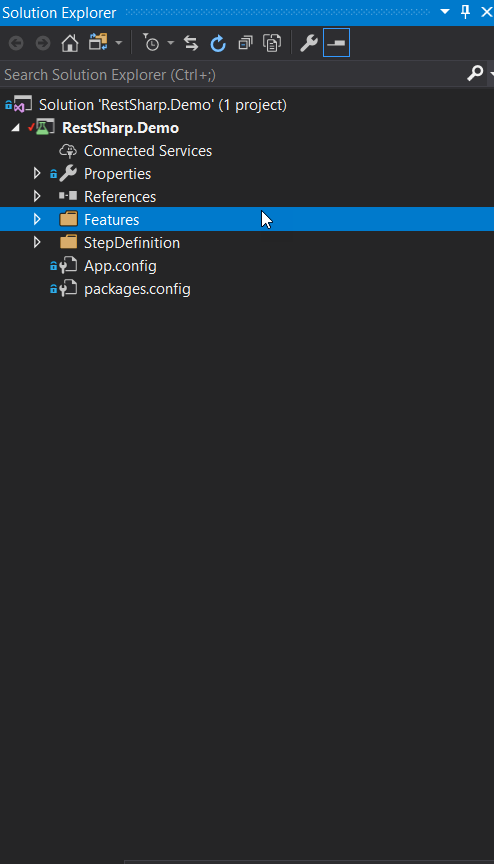 Solution Explorer
Search Solution Explorer (Ctrl+;)
Solution 'RestSharp.Demo' (1 project)
RestSharp.Demo
Connected Services
Properties
References
Features
StepDefinition
App.config
packages.config